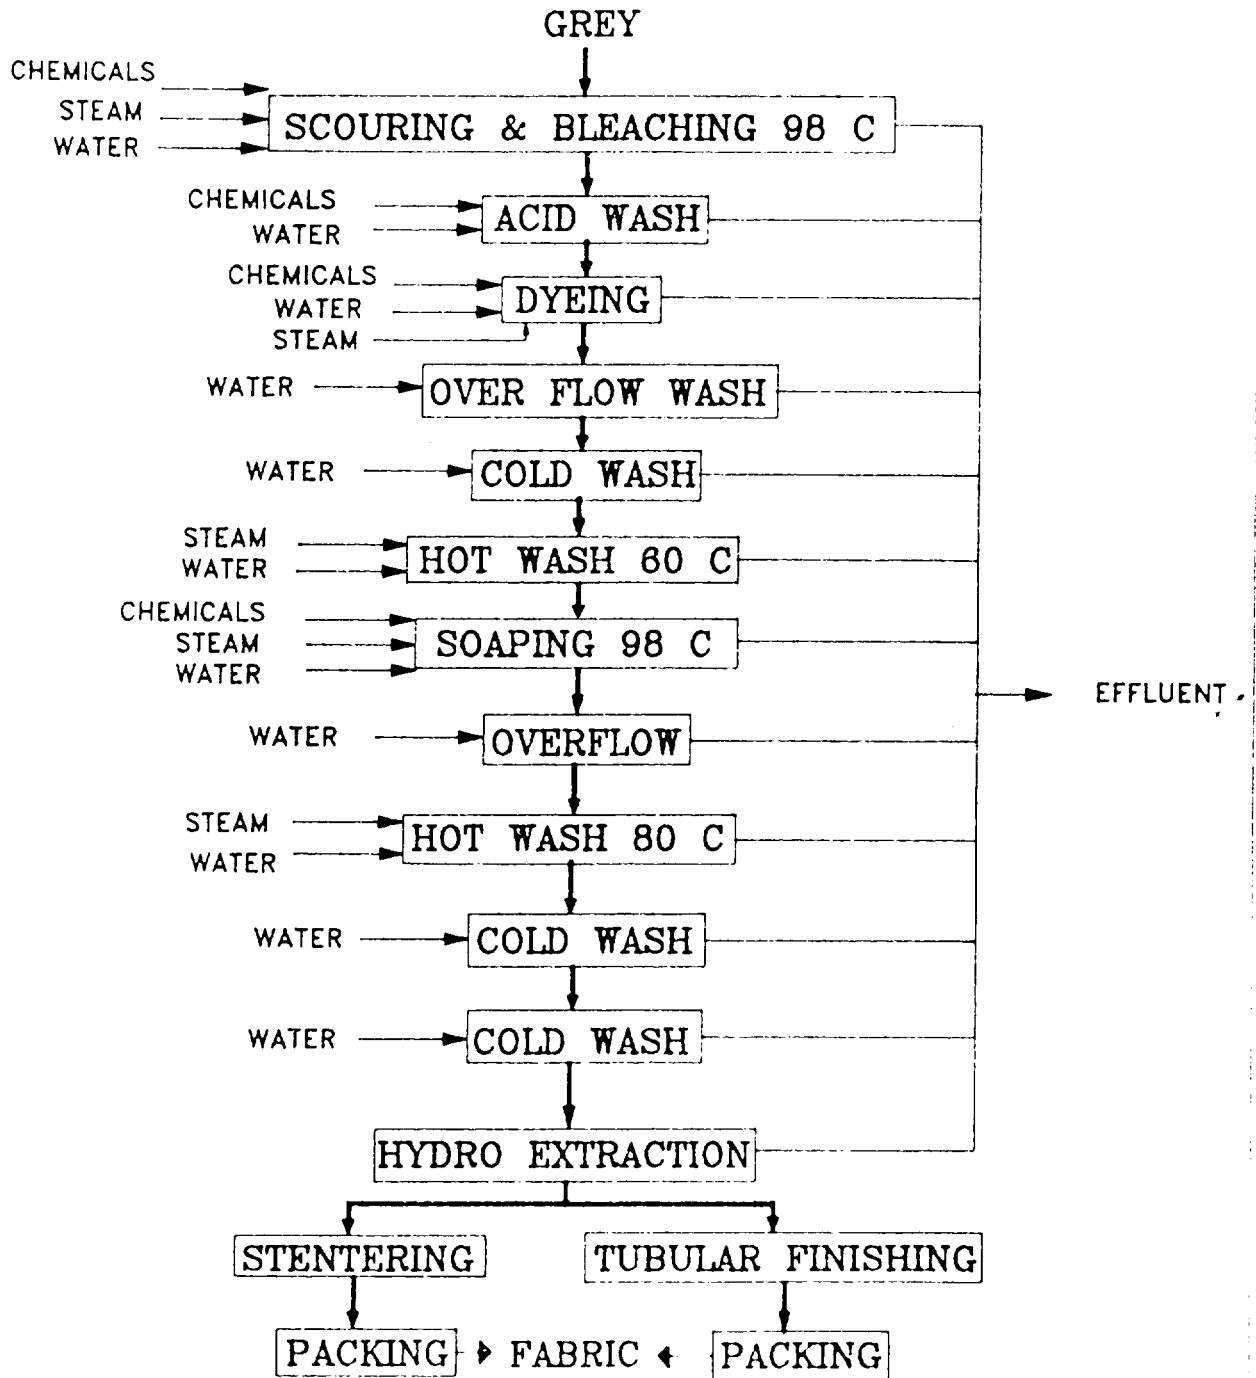 GREY
CHEMICALS
STEAM
WATER
SCOURING & BLEACHING 98 C
CHEMICALS
WATER
ACID WASH
CHEMICALS
WATER
STEAM
DYEING
WATER
OVER FLOW WASH
WATER
COLD WASH
STEAM
WATER
HOT WASH 60 C
CHEMICALS
STEAM
WATER
SOAPING 98 C
EFFLUENT
WATER
OVERFLOW
STEAM
WATER
HOT WASH 80 C
WATER
COLD WASH
WATER
COLD WASH
HYDRO EXTRACTION
STENTERING
TUBULAR FINISHING
PACKING
FABRIC
PACKING